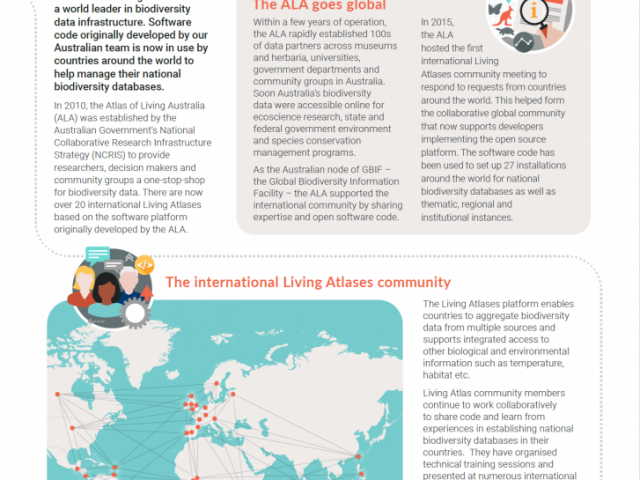 a world leader in biodiversity
data infrastructure. Software
code originally developed by our
Australian team is now in use by
countries around the world to
help manage their national
biodiversity databases.
In 2010, the Atlas of Living Australia
(ALA) was established by the
Australian Government's National
Collaborative Research Infrastructure
Strategy (NCRIS) to provide
researchers, decision makers and
community groups a one-stop-shop
for biodiversity data. There are now
over 20 international Living Atlases
based on the software platform
originally developed by the ALA.
The ALA goes global
Within a few years of operation,
the ALA rapidly established 100s
of data partners across museums
and herbaria, universities,
government departments and
community groups in Australia.
Soon Australia's biodiversity
data were accessible online for
ecoscience research, state and
federal government environment
and species conservation
management programs.
As the Australian node of GBIF –
the Global Biodiversity Information
Facility – the ALA supported the
international community by sharing
expertise and open software code.
In 2015,
the ALA
hosted the first
international Living
Atlases community meeting to
respond to requests from countries
around the world. This helped form
the collaborative global community
that now supports developers
implementing the open source
platform. The software code has
been used to set up 27 installations
around the world for national
biodiversity databases as well as
thematic, regional and
institutional instances.
The international Living Atlases community
The Living Atlases platform enables
countries to aggregate biodiversity
data from multiple sources and
supports integrated access to
other biological and environmental
information such as temperature,
habitat etc.
Living Atlas community members
continue to work collaboratively
to share code and learn from
experiences in establishing national
biodiversity databases in their
countries. They have organised
technical training sessions and
presented at numerous international